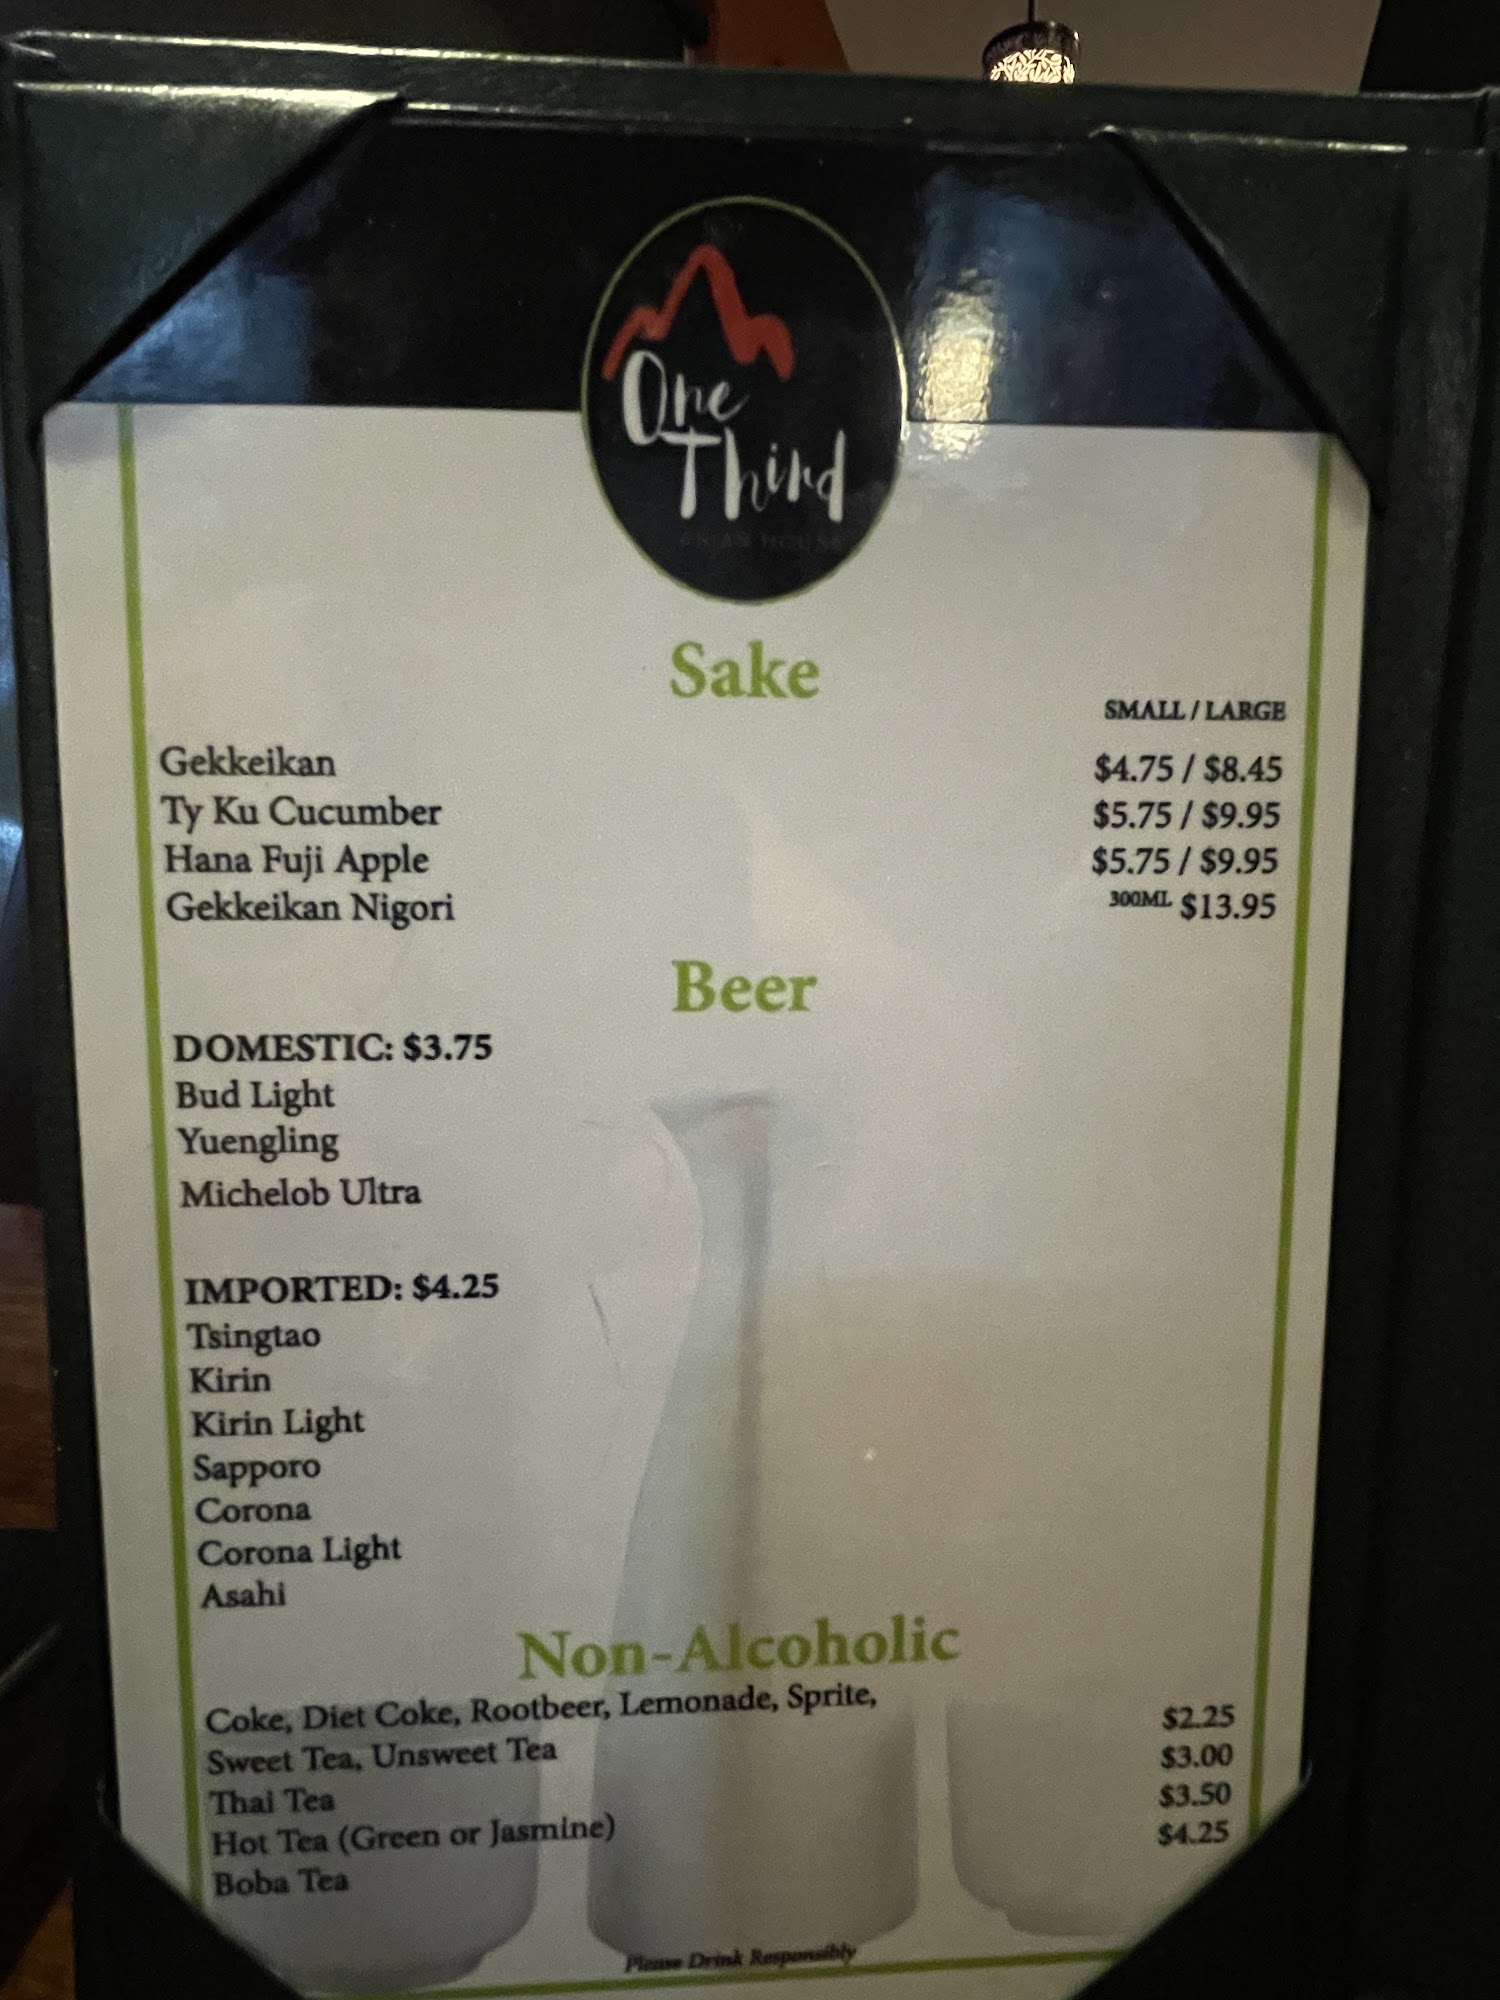 One
Third
ASIAN HOUSE
Sake
SMALL / LARGE
Gekkeikan $4.75 / $8.45
Ty Ku Cucumber $5.75 / $9.95
Hana Fuji Apple $5.75 / $9.95
Gekkeikan Nigori 300ML $13.95
Beer
DOMESTIC: $3.75
Bud Light
Yuengling
Michelob Ultra
IMPORTED: $4.25
Tsingtao
Kirin
Kirin Light
Sapporo
Corona
Corona Light
Asahi
Non-Alcoholic
Coke, Diet Coke, Rootbeer, Lemonade, Sprite,
Sweet Tea, Unsweet Tea $2.25
Thai Tea $3.00
Hot Tea (Green or Jasmine) $3.50
Boba Tea $4.25
Please Drink Responsibly